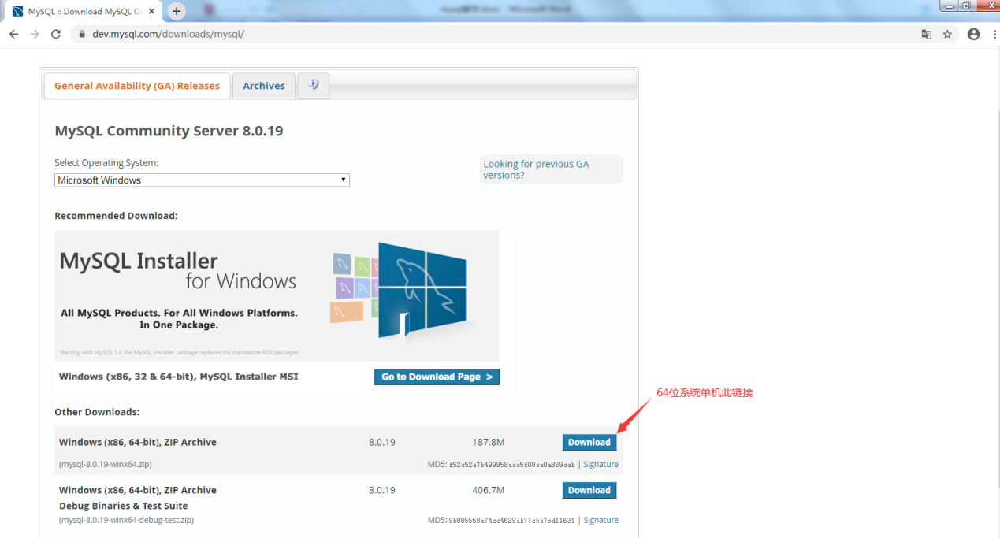 MySQL :: Download MySQL Co
dev.mysql.com/downloads/mysql/
General Availability (GA) Releases
Archives
MySQL Community Server 8.0.19
Select Operating System:
Looking for previous GA
versions?
Microsoft Windows
Recommended Download:
MySQL Installer
for Windows
All MySQL Products. For All Windows Platforms.
In One Package.
Starting with MySQL 5.6 the MySQL Installer package replaces the standalone MSI packages.
Windows (x86, 32 & 64-bit), MySQL Installer MSI
Go to Download Page >
64位系统单机此链接
Other Downloads:
Windows (x86, 64-bit), ZIP Archive 8.0.19 187.8M Download
(mysql-8.0.19-winx64.zip) MD5: f52c52e7b499958acc5f08ce0a869cab | Signature
Windows (x86, 64-bit), ZIP Archive 8.0.19 406.7M Download
Debug Binaries & Test Suite
(mysql-8.0.19-winx64-debug-test.zip) MD5: 9b885558e74cc4629af77cbe75d11631 | Signature